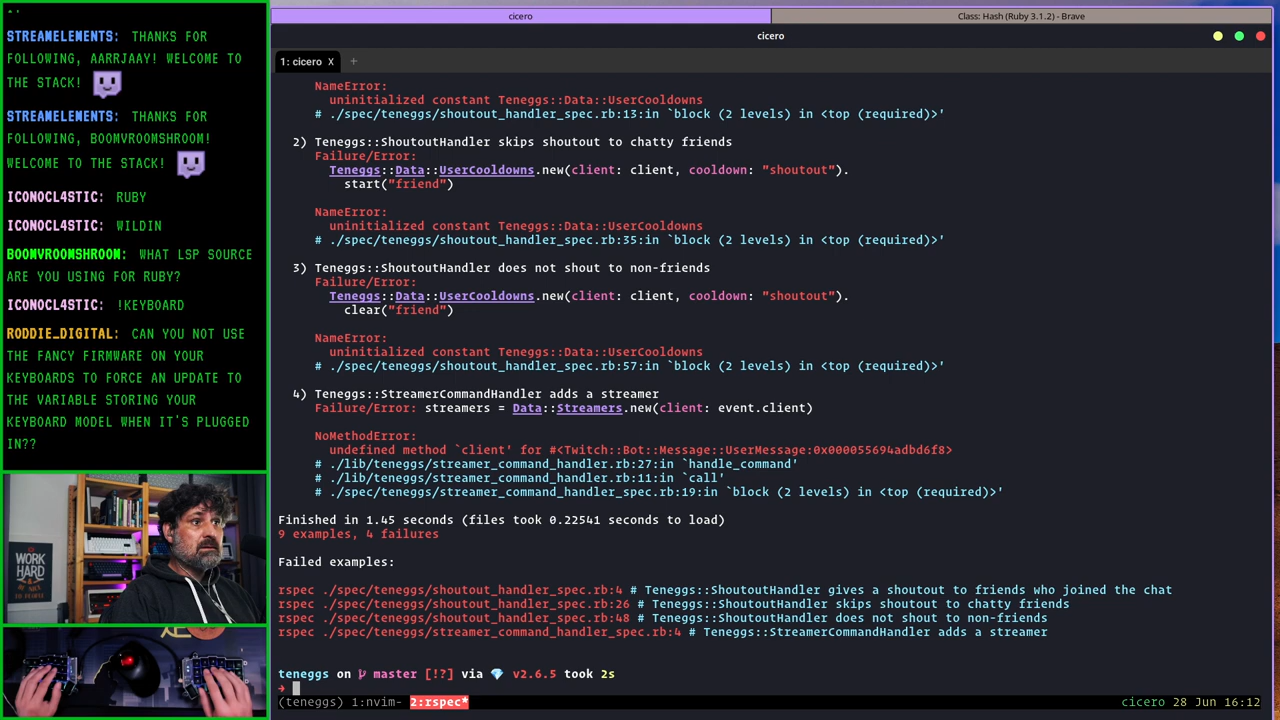 STREAMELEMENTS: THANKS FOR
FOLLOWING, AARRJAAY! WELCOME TO
THE STACK!
STREAMELEMENTS: THANKS FOR
FOLLOWING, BOOMVROOMSHROOM!
WELCOME TO THE STACK!
ICONOCL4STIC: RUBY
ICONOCL4STIC: WILDIN
BOOMVROOMSHROOM: WHAT LSP SOURCE
ARE YOU USING FOR RUBY?
ICONOCL4STIC: !KEYBOARD
RODDIE_DIGITAL: CAN YOU NOT USE
THE FANCY FIRMWARE ON YOUR
KEYBOARDS TO FORCE AN UPDATE TO
THE VARIABLE STORING YOUR
KEYBOARD MODEL WHEN IT'S PLUGGED
IN??
WORK
HARD
cicero
Class: Hash (Ruby 3.1.2) - Brave
cicero
1: cicero X +
NameError:
uninitialized constant Teneggs::Data::UserCooldowns
# ./spec/teneggs/shoutout_handler_spec.rb:13:in `block (2 levels) in <top (required)>'
2) Teneggs::ShoutoutHandler skips shoutout to chatty friends
Failure/Error:
Teneggs::Data::UserCooldowns.new(client: client, cooldown: "shoutout").
start("friend")
NameError:
uninitialized constant Teneggs::Data::UserCooldowns
# ./spec/teneggs/shoutout_handler_spec.rb:35:in `block (2 levels) in <top (required)>'
3) Teneggs::ShoutoutHandler does not shout to non-friends
Failure/Error:
Teneggs::Data::UserCooldowns.new(client: client, cooldown: "shoutout").
clear("friend")
NameError:
uninitialized constant Teneggs::Data::UserCooldowns
# ./spec/teneggs/shoutout_handler_spec.rb:57:in `block (2 levels) in <top (required)>'
4) Teneggs::StreamerCommandHandler adds a streamer
Failure/Error: streamers = Data::Streamers.new(client: event.client)
NoMethodError:
undefined method `client' for #<Twitch::Bot::Message::UserMessage:0x000055694adbd6f8>
# ./lib/teneggs/streamer_command_handler.rb:27:in `handle_command'
# ./lib/teneggs/streamer_command_handler.rb:11:in `call'
# ./spec/teneggs/streamer_command_handler_spec.rb:19:in `block (2 levels) in <top (required)>'
Finished in 1.45 seconds (files took 0.22541 seconds to load)
9 examples, 4 failures
Failed examples:
rspec ./spec/teneggs/shoutout_handler_spec.rb:4 # Teneggs::ShoutoutHandler gives a shoutout to friends who joined the chat
rspec ./spec/teneggs/shoutout_handler_spec.rb:26 # Teneggs::ShoutoutHandler skips shoutout to chatty friends
rspec ./spec/teneggs/shoutout_handler_spec.rb:48 # Teneggs::ShoutoutHandler does not shout to non-friends
rspec ./spec/teneggs/streamer_command_handler_spec.rb:4 # Teneggs::StreamerCommandHandler adds a streamer
teneggs on master [!?] via v2.6.5 took 2s
(teneggs) 1:nvim- 2:rspec* cicero 28 Jun 16:12